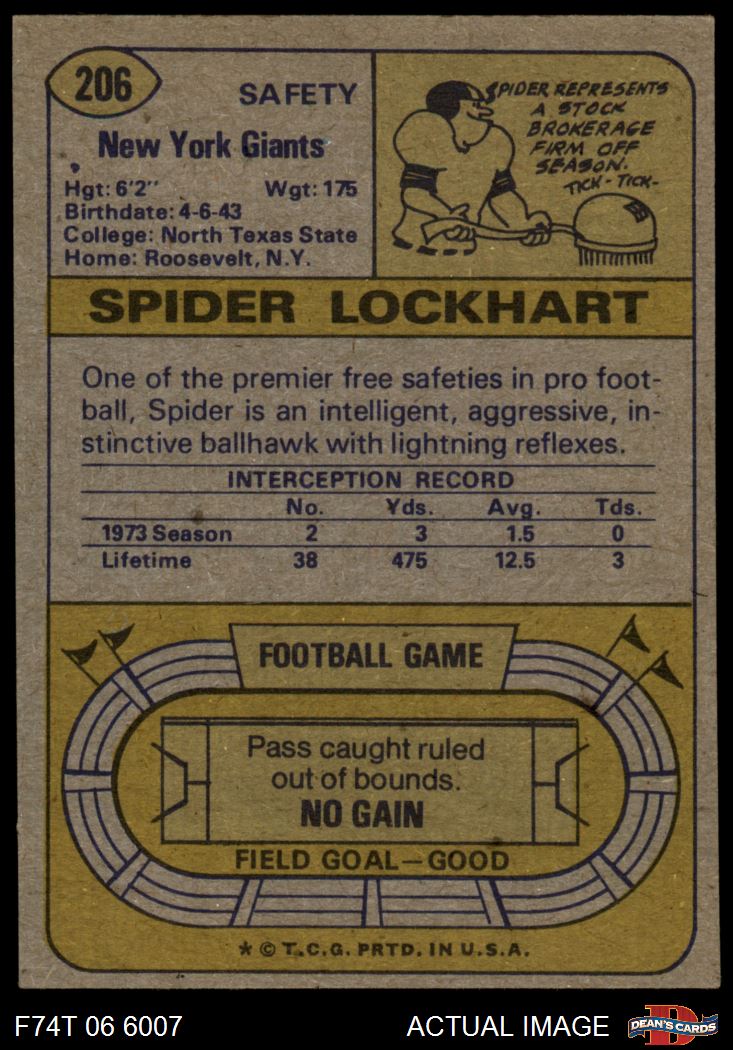 206
SAFETY
New York Giants
Hgt: 6'2" Wgt: 175
Birthdate: 4-6-43
College: North Texas State
Home: Roosevelt, N.Y.
SPIDER REPRESENTS
A STOCK
BROKERAGE
FIRM OFF
SEASON.
TICK-TICK-
SPIDER LOCKHART
One of the premier free safeties in pro foot-
ball, Spider is an intelligent, aggressive, in-
stinctive ballhawk with lightning reflexes.
INTERCEPTION RECORD
No. Yds. Avg. Tds.
1973 Season 2 3 1.5 0
Lifetime 38 475 12.5 3
FOOTBALL GAME
Pass caught ruled
out of bounds.
NO GAIN
FIELD GOAL—GOOD
* © T.C.G. PRTD. IN U.S.A.
F74T 06 6007 ACTUAL IMAGE D DEAN'S CARDS